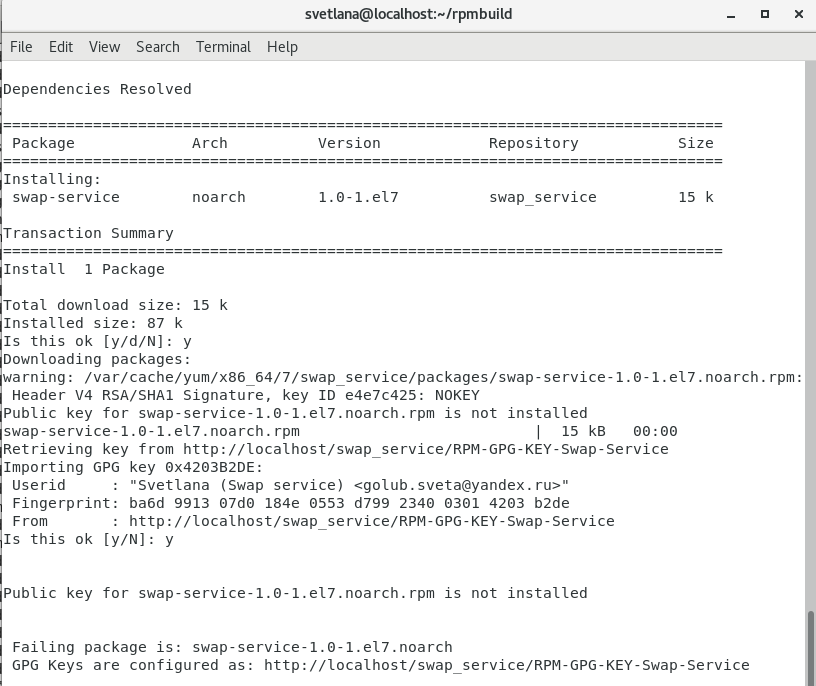 svetlana@localhost:~/rpmbuild
File Edit View Search Terminal Help
Dependencies Resolved
================================================================================
Package Arch Version Repository Size
================================================================================
Installing:
swap-service noarch 1.0-1.el7 swap_service 15 k
Transaction Summary
================================================================================
Install 1 Package
Total download size: 15 k
Installed size: 87 k
Is this ok [y/d/N]: y
Downloading packages:
warning: /var/cache/yum/x86_64/7/swap_service/packages/swap-service-1.0-1.el7.noarch.rpm:
Header V4 RSA/SHA1 Signature, key ID e4e7c425: NOKEY
Public key for swap-service-1.0-1.el7.noarch.rpm is not installed
swap-service-1.0-1.el7.noarch.rpm | 15 kB 00:00
Retrieving key from http://localhost/swap_service/RPM-GPG-KEY-Swap-Service
Importing GPG key 0x4203B2DE:
Userid : "Svetlana (Swap service) <golub.sveta@yandex.ru>"
Fingerprint: ba6d 9913 07d0 184e 0553 d799 2340 0301 4203 b2de
From : http://localhost/swap_service/RPM-GPG-KEY-Swap-Service
Is this ok [y/N]: y
Public key for swap-service-1.0-1.el7.noarch.rpm is not installed
Failing package is: swap-service-1.0-1.el7.noarch
GPG Keys are configured as: http://localhost/swap_service/RPM-GPG-KEY-Swap-Service